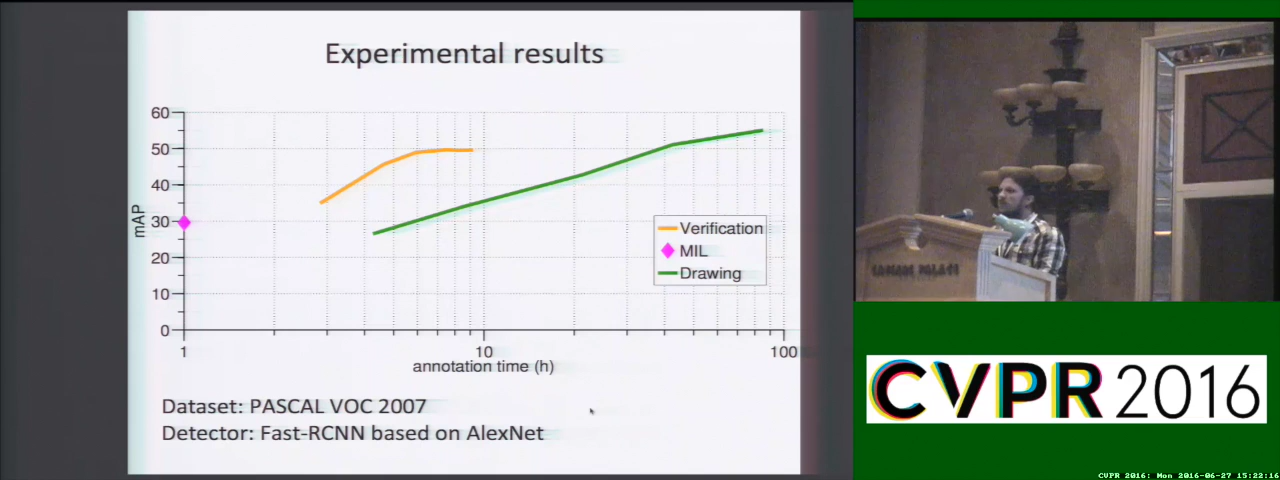 Experimental results
60
50
40
30
20
10
0
mAP
1
10
100
annotation time (h)
Verification
MIL
Drawing
Dataset: PASCAL VOC 2007
Detector: Fast-RCNN based on AlexNet
PALACE
CVPR 2016
CVPR 2016: Mon 2016-06-27 15:22:16